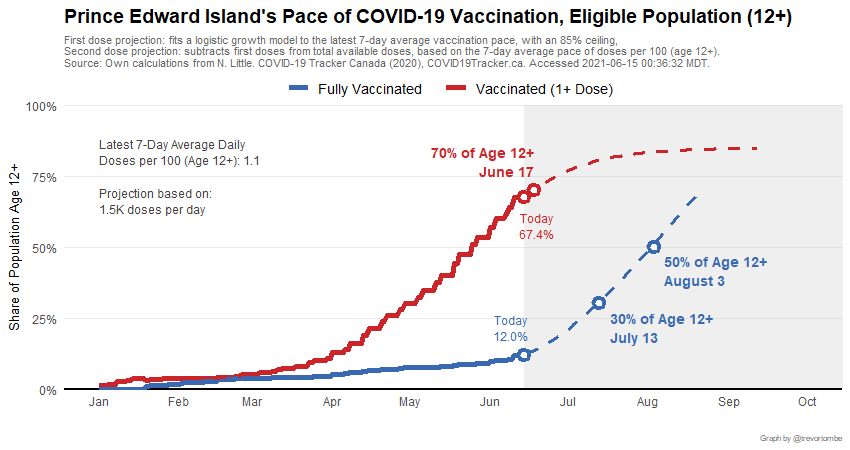 Prince Edward Island's Pace of COVID-19 Vaccination, Eligible Population (12+)
First dose projection: fits a logistic growth model to the latest 7-day average vaccination pace, with an 85% ceiling,
Second dose projection: subtracts first doses from total available doses, based on the 7-day average pace of doses per 100 (age 12+).
Source: Own calculations from N. Little. COVID-19 Tracker Canada (2020), COVID19Tracker.ca. Accessed 2021-06-15 00:36:32 MDT.
Fully Vaccinated Vaccinated (1+ Dose)
100%
Latest 7-Day Average Daily
Doses per 100 (Age 12+): 1.1
Projection based on:
1.5K doses per day
70% of Age 12+
June 17
75%
Today
67.4%
50%
50% of Age 12+
August 3
25%
Today
12.0%
30% of Age 12+
July 13
0%
Share of Population Age 12+
Jan Feb Mar Apr May Jun Jul Aug Sep Oct
Graph by @trevortombe